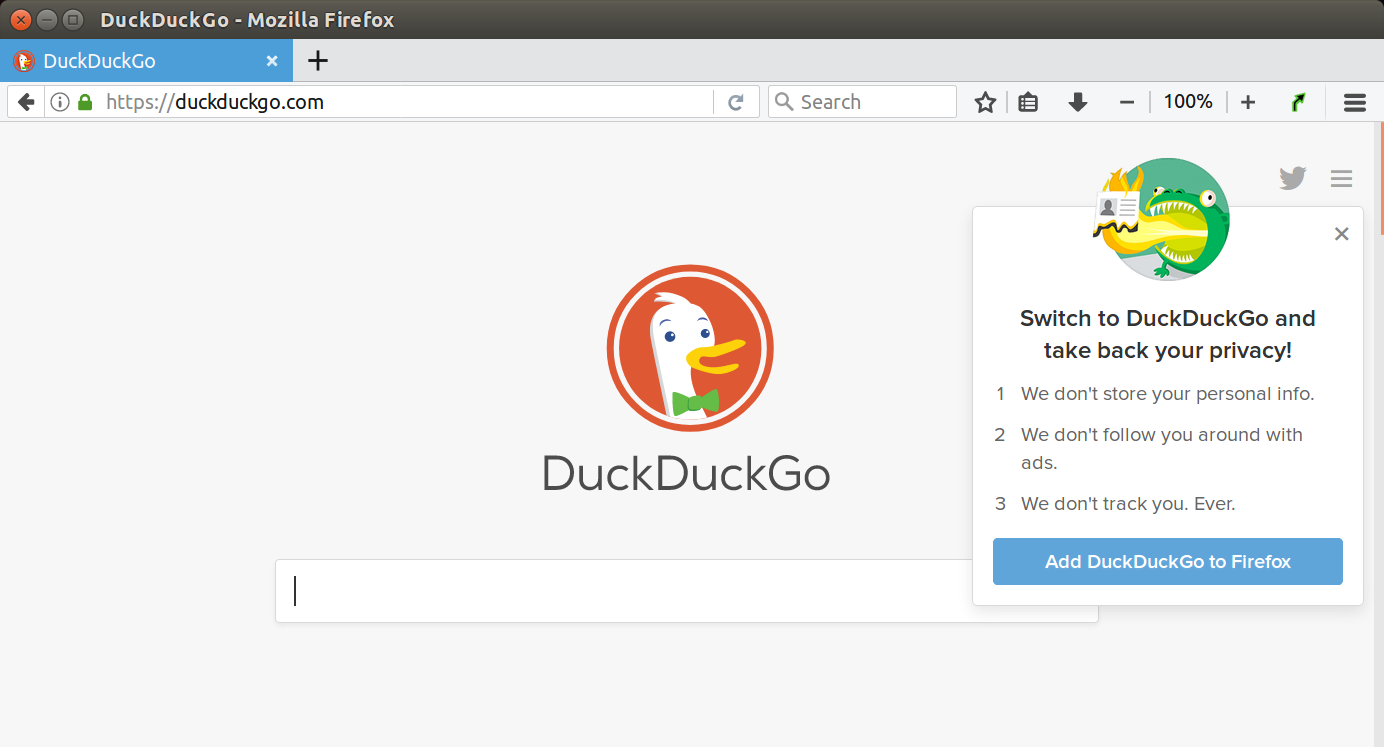 DuckDuckGo - Mozilla Firefox
DuckDuckGo
https://duckduckgo.com
Search
100%
Switch to DuckDuckGo and
take back your privacy!
1 We don't store your personal info.
2 We don't follow you around with
ads.
3 We don't track you. Ever.
Add DuckDuckGo to Firefox
DuckDuckGo